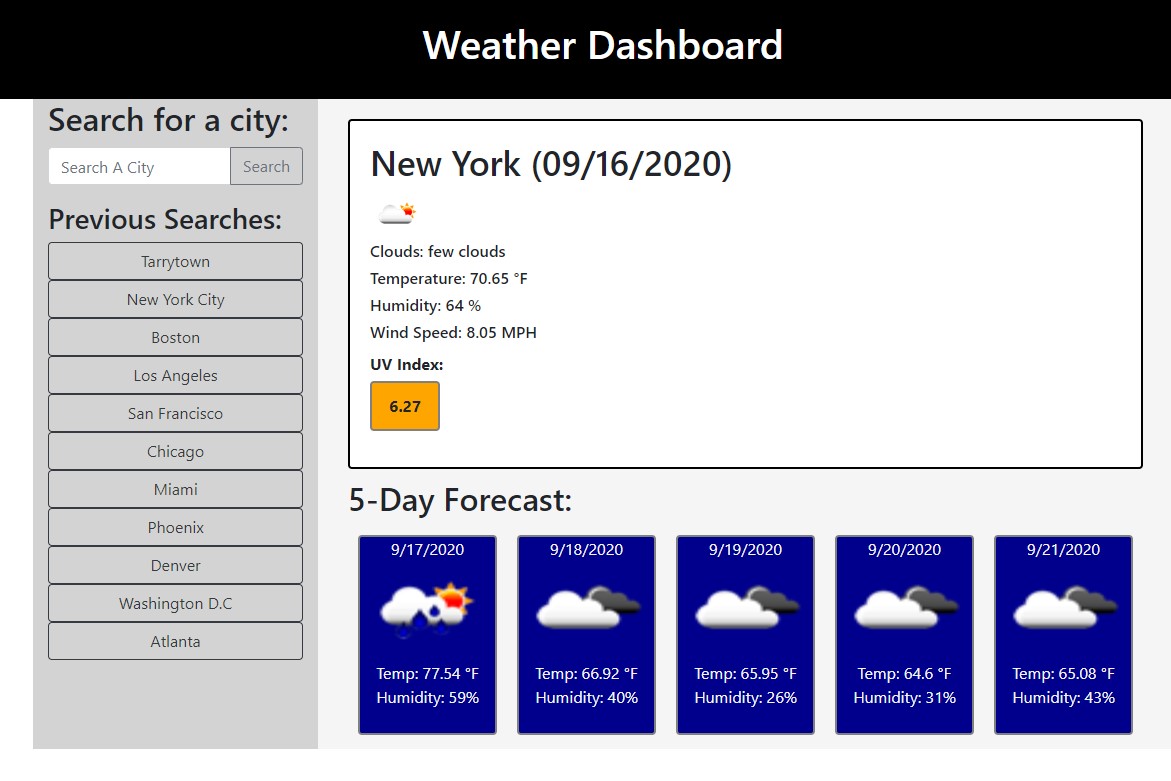 Weather Dashboard
Search for a city:
Search A City
Search
Previous Searches:
Tarrytown
New York City
Boston
Los Angeles
San Francisco
Chicago
Miami
Phoenix
Denver
Washington D.C
Atlanta
New York (09/16/2020)
Clouds: few clouds
Temperature: 70.65 °F
Humidity: 64 %
Wind Speed: 8.05 MPH
UV Index:
6.27
5-Day Forecast:
9/17/2020
Temp: 77.54 °F
Humidity: 59%
9/18/2020
Temp: 66.92 °F
Humidity: 40%
9/19/2020
Temp: 65.95 °F
Humidity: 26%
9/20/2020
Temp: 64.6 °F
Humidity: 31%
9/21/2020
Temp: 65.08 °F
Humidity: 43%